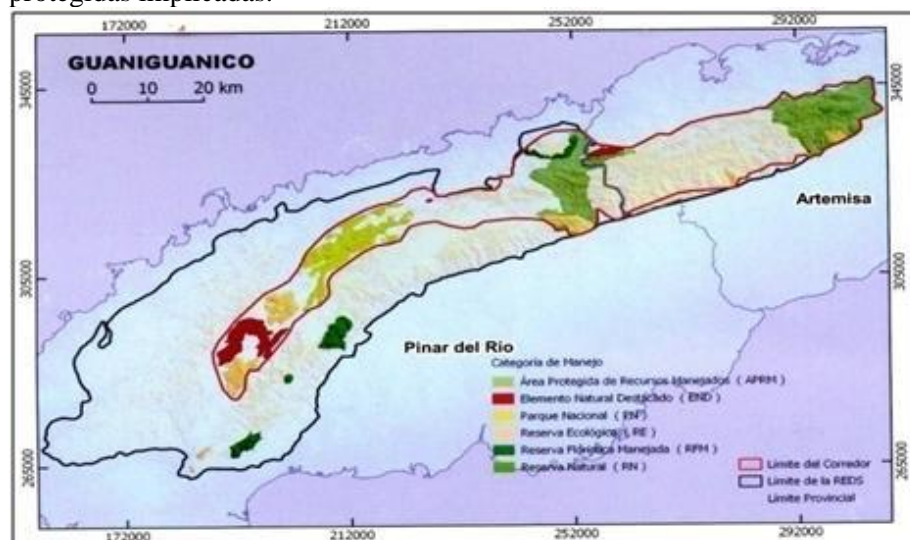 protegidas implicadas.
172000 212000 252000 292000
GUANIGUANICO
0 10 20 km
345000 345000
Artemisa
305000 305000
Pinar del Río
Categoría de Manejo
Área Protegida de Recursos Manejados ( APRM )
Elemento Natural Destacado ( END )
Parque Nacional ( PN )
Reserva Ecológica ( RE )
Reserva Florística Manejada ( RFM )
Reserva Natural ( RN )
Límite del Corredor
Límite de la REDS
Límite Provincial
265000 265000
172000 212000 252000 292000